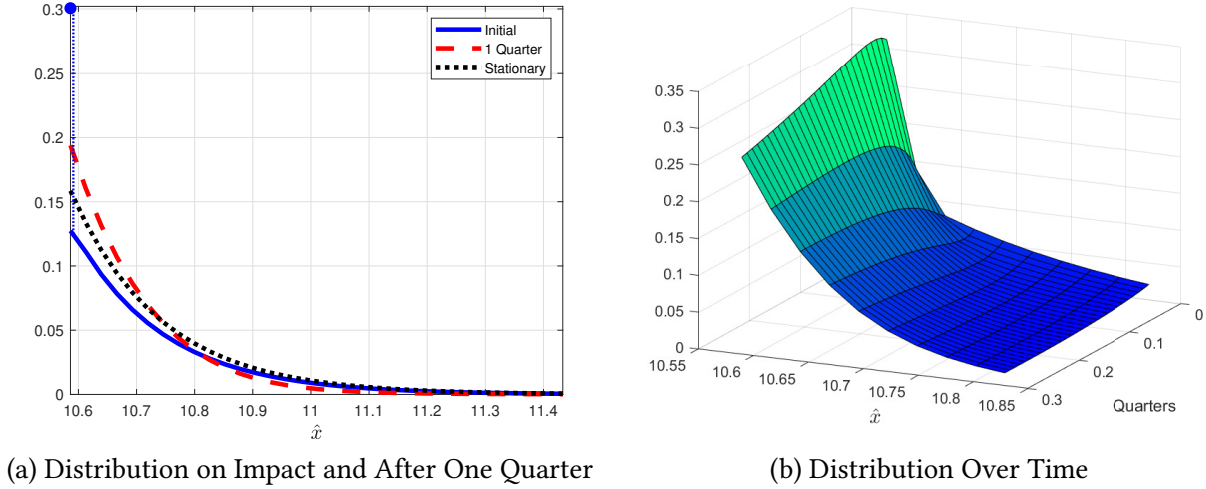 0.3
0.25
0.2
0.15
0.1
0.05
0
10.6 10.7 10.8 10.9 11 11.1 11.2 11.3 11.4
x̂
Initial
1 Quarter
Stationary
(a) Distribution on Impact and After One Quarter
0.35
0.3
0.25
0.2
0.15
0.1
0.05
0
10.55 10.6 10.65 10.7 10.75 10.8 10.85
x̂
0
0.1
0.2
0.3
Quarters
(b) Distribution Over Time